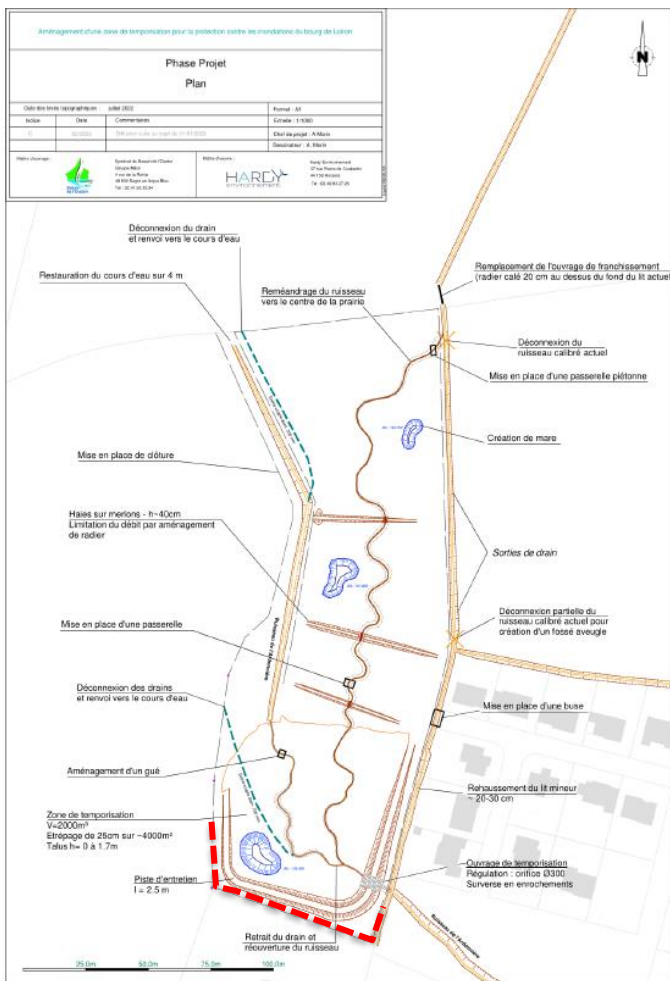 Aménagement d'une zone de temporisation pour la protection contre les inondations du bourg de Loiron
Phase Projet
Plan
Date des levés topographiques : juillet 2022
Format : A1
Indice
Date
Commentaires
Echelle : 1/1000
Chef de projet : A.Marin
Dessinateur : A. Marin
Maître d'ouvrage :
HARDY
environnement
Hardy Environnement
N
Déconnexion du drain
et renvoi vers le cours d'eau
Restauration du cours d'eau sur 4 m
Reméandrage du ruisseau
vers le centre de la prairie
Remplacement de l'ouvrage de franchissement
(radier calé 20 cm au dessus du fond du lit actuel
Déconnexion du
ruisseau calibré actuel
Mise en place d'une passerelle piétonne
Création de mare
Mise en place de clôture
Haies sur merlons - h~40cm
Limitation du débit par aménagement
de radier
Sorties de drain
Déconnexion partielle du
ruisseau calibré actuel pour
création d'un fossé aveugle
Mise en place d'une passerelle
Déconnexion des drains
et renvoi vers le cours d'eau
Mise en place d'une buse
Aménagement d'un gué
Rehaussement du lit mineur
~ 20-30 cm
Zone de temporisation
V=2000m³
Etrépage de 25cm sur ~4000m²
Talus h= 0 à 1.7m
Piste d'entretien
l = 2.5 m
Ouvrage de temporisation
Régulation : orifice Ø300
Surverse en enrochements
Retrait du drain et
réouverture du ruisseau
25.0m
50.0m
75.0m
100.0m